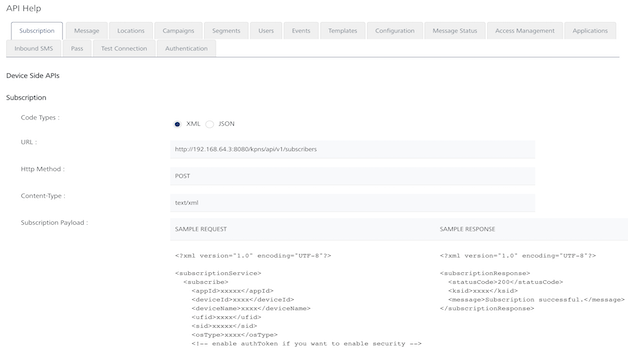 API Help
Subscription Message Locations Campaigns Segments Users Events Templates Configuration Message Status Access Management Applications
Inbound SMS Pass Test Connection Authentication
Device Side APIs
Subscription
Code Types : XML JSON
URL : http://192.168.64.3:8080/kpns/api/v1/subscribers
Http Method : POST
Content-Type : text/xml
Subscription Payload : SAMPLE REQUEST SAMPLE RESPONSE
<?xml version="1.0" encoding="UTF-8"?> <?xml version="1.0" encoding="UTF-8"?>
<subscriptionService> <subscriptionResponse>
<subscribe> <statusCode>200</statusCode>
<appId>xxxxx</appId> <ksid>xxxx</ksid>
<deviceId>xxxx</deviceId> <message>Subscription successful.</message>
<deviceName>xxxx</deviceName> </subscriptionResponse>
<ufid>xxxx</ufid>
<sid>xxxxx</sid>
<osType>xxxx</osType>
<!-- enable authToken if you want to enable security -->